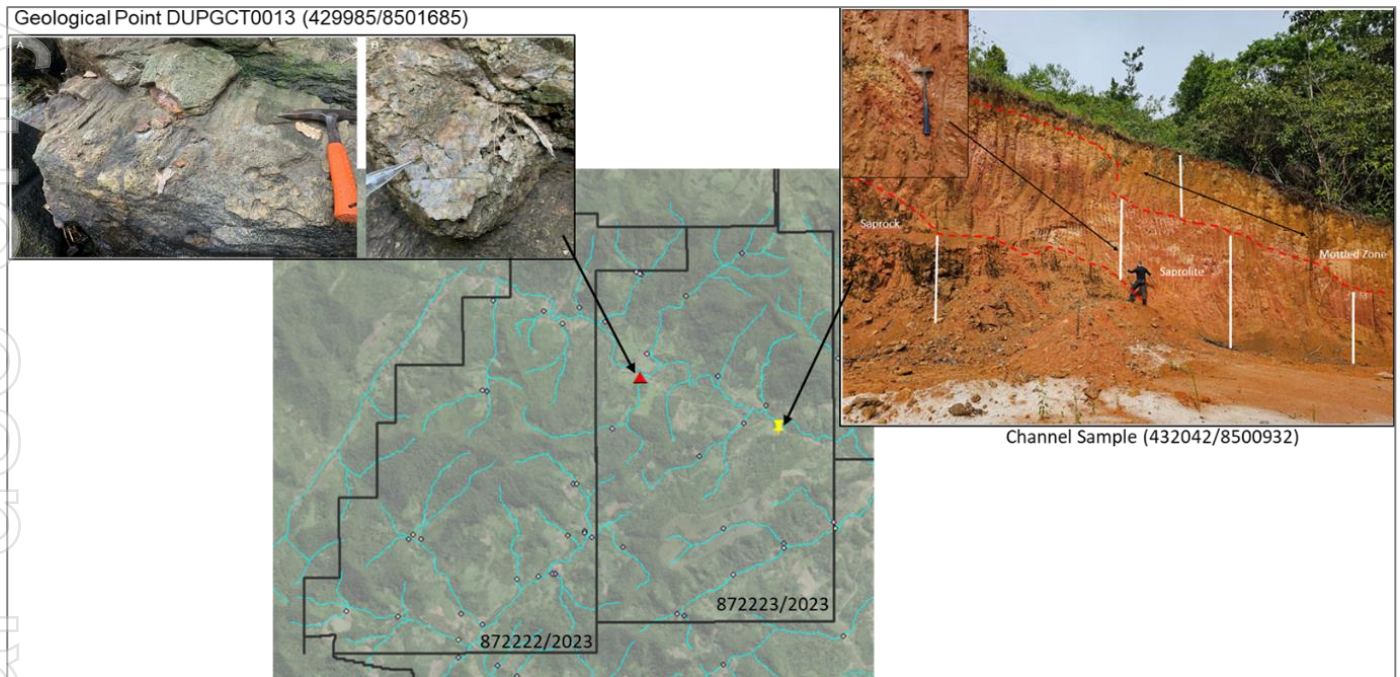 Geological Point DUPGCT0013 (429985/8501685)
A
Saprock
Saprolite
Mottled Zone
Channel Sample (432042/8500932)
872223/2023
872222/2023